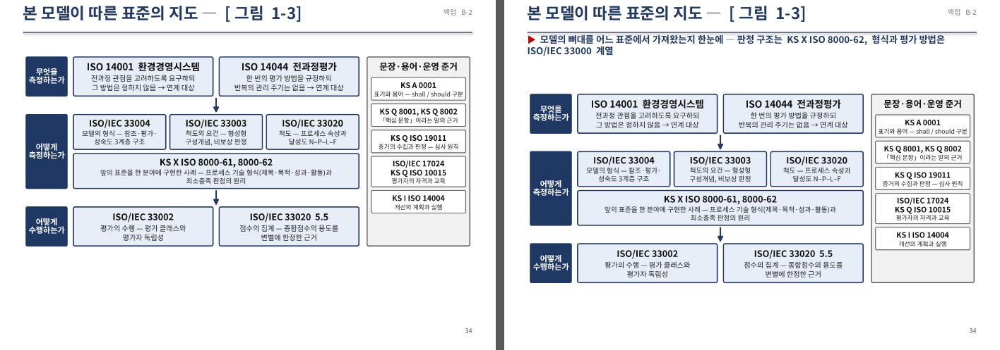 본 모델이 따른 표준의 지도 — [ 그림 1-3]
백업 B-2
무엇을
측정하는가
ISO 14001 환경경영시스템
전과정 관점을 고려하도록 요구하되
그 방법은 정하지 않음 → 연계 대상
ISO 14044 전과정평가
한 번의 평가 방법을 규정하되
반복의 관리 주기는 없음 → 연계 대상
어떻게
측정하는가
ISO/IEC 33004
모델의 형식 — 참조·평가·
성숙도 3계층 구조
ISO/IEC 33003
척도의 요건 — 형성형
구성개념, 비보상 판정
ISO/IEC 33020
척도 — 프로세스 속성과
달성도 N–P–L–F
KS X ISO 8000-61, 8000-62
앞의 표준을 한 분야에 구현한 사례 — 프로세스 기술 형식(제목·목적·성과·활동)과
최소충족 판정의 원리
어떻게
수행하는가
ISO/IEC 33002
평가의 수행 — 평가 클래스와
평가자 독립성
ISO/IEC 33020 5.5
점수의 집계 — 종합점수의 용도를
변별에 한정한 근거
문장·용어·운영 준거
KS A 0001
표기와 용어 — shall / should 구분
KS Q 8001, KS Q 8002
「핵심 문항」이라는 말의 근거
KS Q ISO 19011
증거의 수집과 판정 — 심사 원칙
ISO/IEC 17024
KS Q ISO 10015
평가자의 자격과 교육
KS I ISO 14004
개선의 계획과 실행
34
본 모델이 따른 표준의 지도 — [ 그림 1-3]
백업 B-2
▶ 모델의 뼈대를 어느 표준에서 가져왔는지 한눈에 — 판정 구조는 KS X ISO 8000-62, 형식과 평가 방법은
ISO/IEC 33000 계열
무엇을
측정하는가
ISO 14001 환경경영시스템
전과정 관점을 고려하도록 요구하되
그 방법은 정하지 않음 → 연계 대상
ISO 14044 전과정평가
한 번의 평가 방법을 규정하되
반복의 관리 주기는 없음 → 연계 대상
어떻게
측정하는가
ISO/IEC 33004
모델의 형식 — 참조·평가·
성숙도 3계층 구조
ISO/IEC 33003
척도의 요건 — 형성형
구성개념, 비보상 판정
ISO/IEC 33020
척도 — 프로세스 속성과
달성도 N–P–L–F
KS X ISO 8000-61, 8000-62
앞의 표준을 한 분야에 구현한 사례 — 프로세스 기술 형식(제목·목적·성과·활동)과
최소충족 판정의 원리
어떻게
수행하는가
ISO/IEC 33002
평가의 수행 — 평가 클래스와
평가자 독립성
ISO/IEC 33020 5.5
점수의 집계 — 종합점수의 용도를
변별에 한정한 근거
문장·용어·운영 준거
KS A 0001
표기와 용어 — shall / should 구분
KS Q 8001, KS Q 8002
「핵심 문항」이라는 말의 근거
KS Q ISO 19011
증거의 수집과 판정 — 심사 원칙
ISO/IEC 17024
KS Q ISO 10015
평가자의 자격과 교육
KS I ISO 14004
개선의 계획과 실행
34